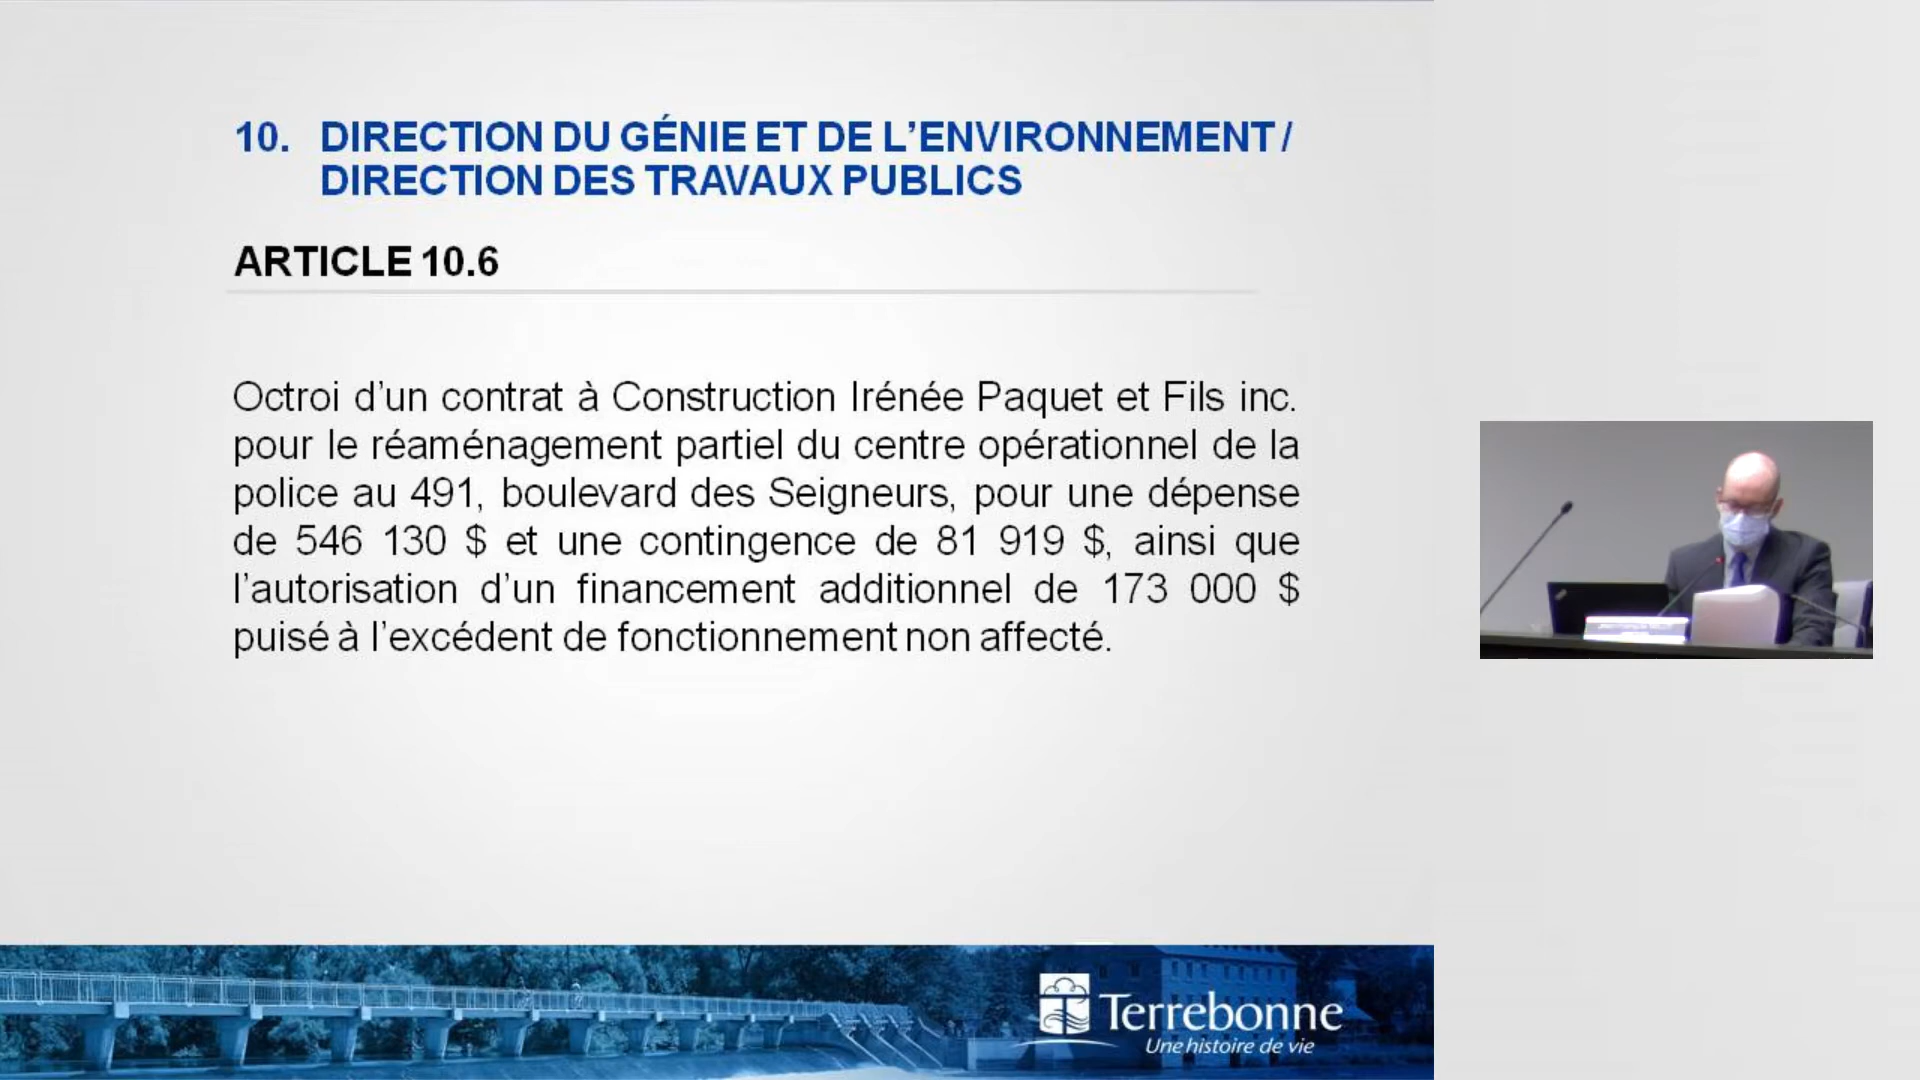 10. DIRECTION DU GÉNIE ET DE L’ENVIRONNEMENT /
DIRECTION DES TRAVAUX PUBLICS
ARTICLE 10.6
Octroi d’un contrat à Construction Irénée Paquet et Fils inc.
pour le réaménagement partiel du centre opérationnel de la
police au 491, boulevard des Seigneurs, pour une dépense
de 546 130 $ et une contingence de 81 919 $, ainsi que
l’autorisation d’un financement additionnel de 173 000 $
puisé à l’excédent de fonctionnement non affecté.
Terrebonne
Une histoire de vie